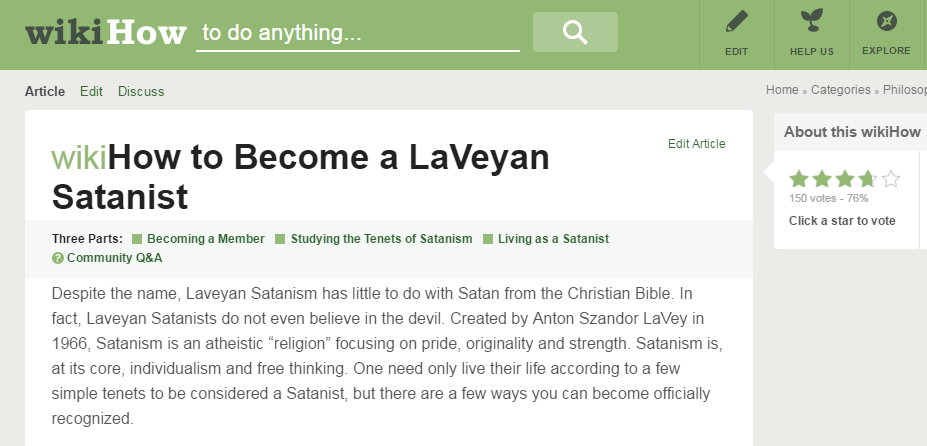 wikiHow to do anything...
EDIT
HELP US
EXPLORE
Article Edit Discuss
Home » Categories » Philosop
wikiHow to Become a LaVeyan
Satanist
Edit Article
Three Parts: Becoming a Member Studying the Tenets of Satanism Living as a Satanist
? Community Q&A
Despite the name, Laveyan Satanism has little to do with Satan from the Christian Bible. In
fact, Laveyan Satanists do not even believe in the devil. Created by Anton Szandor LaVey in
1966, Satanism is an atheistic “religion” focusing on pride, originality and strength. Satanism is,
at its core, individualism and free thinking. One need only live their life according to a few
simple tenets to be considered a Satanist, but there are a few ways you can become officially
recognized.
About this wikiHow
150 votes - 76%
Click a star to vote